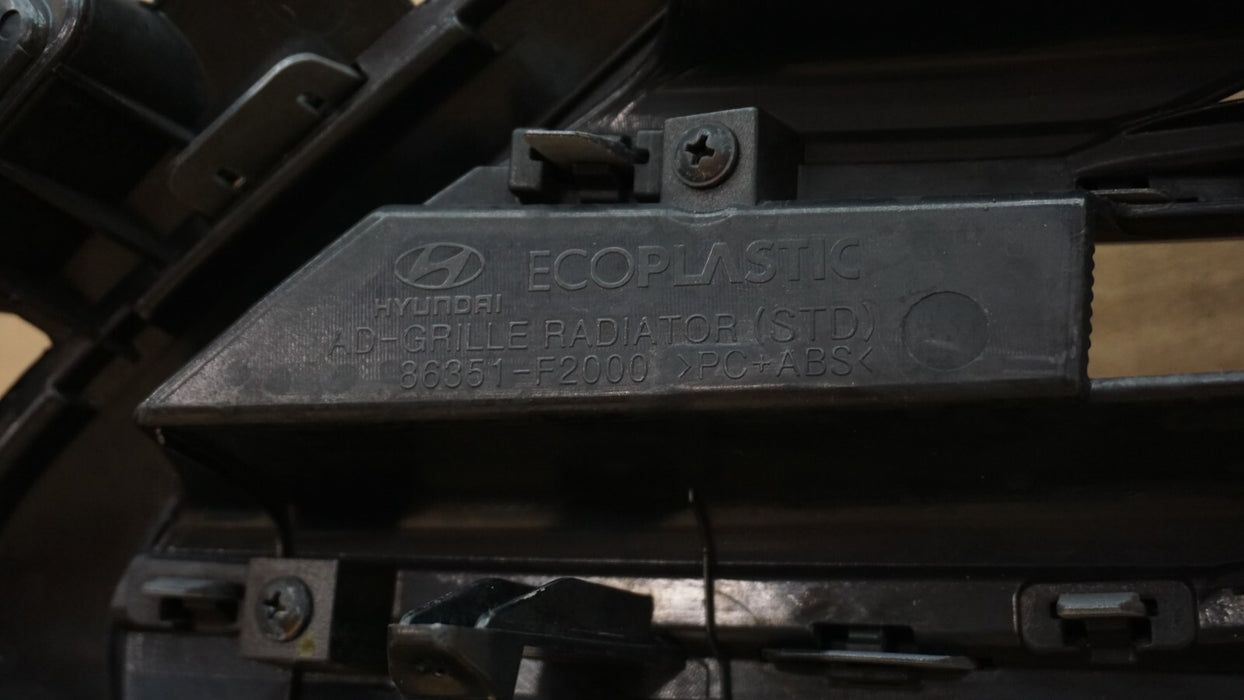 ECOPLASTIC
HYUNDAI
AD-GRILLE RADIATOR (STD)
86351-F2000 >PC+ABS<